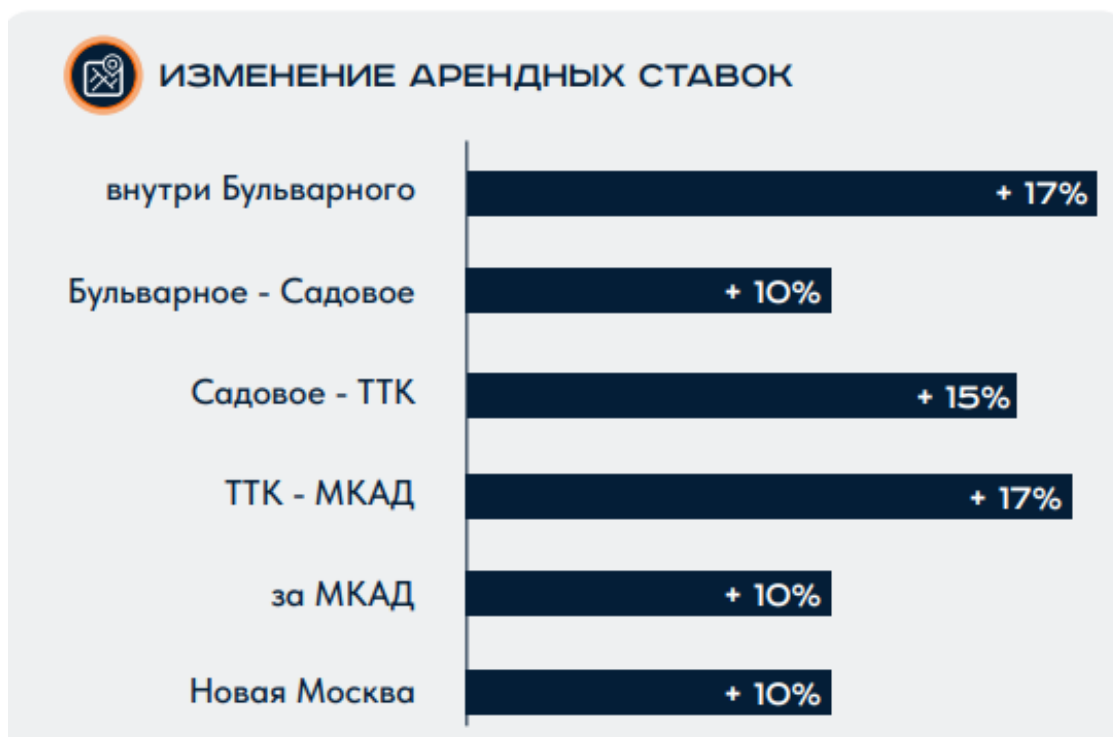 ИЗМЕНЕНИЕ АРЕНДНЫХ СТАВОК
внутри Бульварного + 17%
Бульварное - Садовое + 10%
Садовое - ТТК + 15%
ТТК - МКАД + 17%
за МКАД + 10%
Новая Москва + 10%